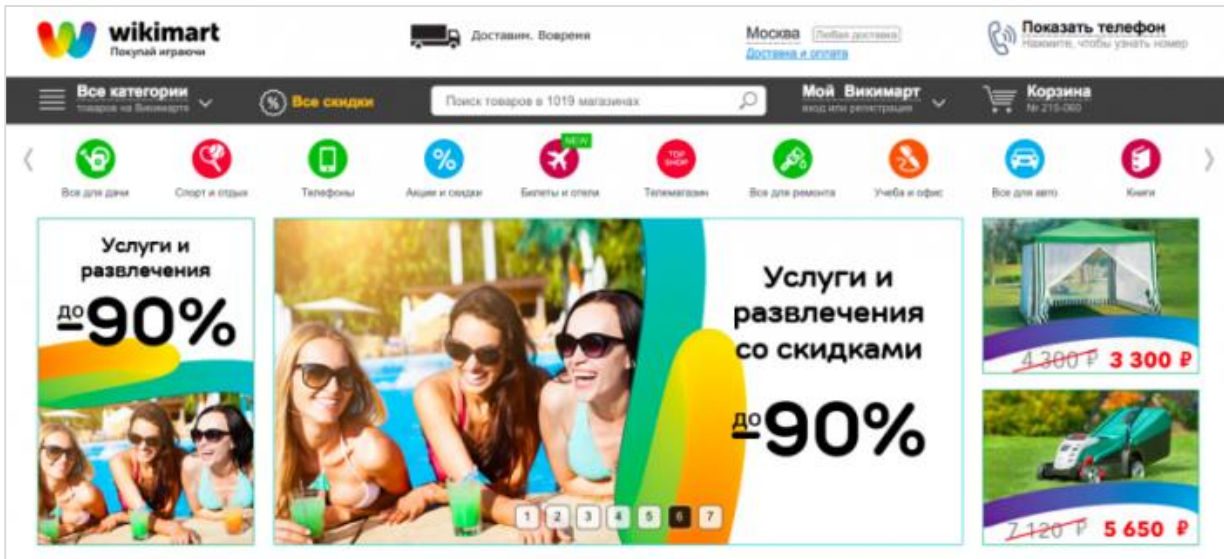 wikimart
Покупай играючи
Доставим. Вовремя
Москва Любая доставка
Доставка и оплата
Показать телефон
Нажмите, чтобы узнать номер
Все категории
товаров на Викимарте
% Все скидки
Поиск товаров в 1019 магазинах
Мой Викимарт
вход или регистрация
Корзина
№ 215-060
NEW
%
TOP SHOP
Все для дачи
Спорт и отдых
Телефоны
Акции и скидки
Билеты и отели
Телемагазин
Все для ремонта
Учеба и офис
Все для авто
Книги
Услуги и
развлечения
до
-90%
Услуги и
развлечения
со скидками
до
-90%
1 2 3 4 5 6 7
4 300 ₽ 3 300 ₽
7 120 ₽ 5 650 ₽